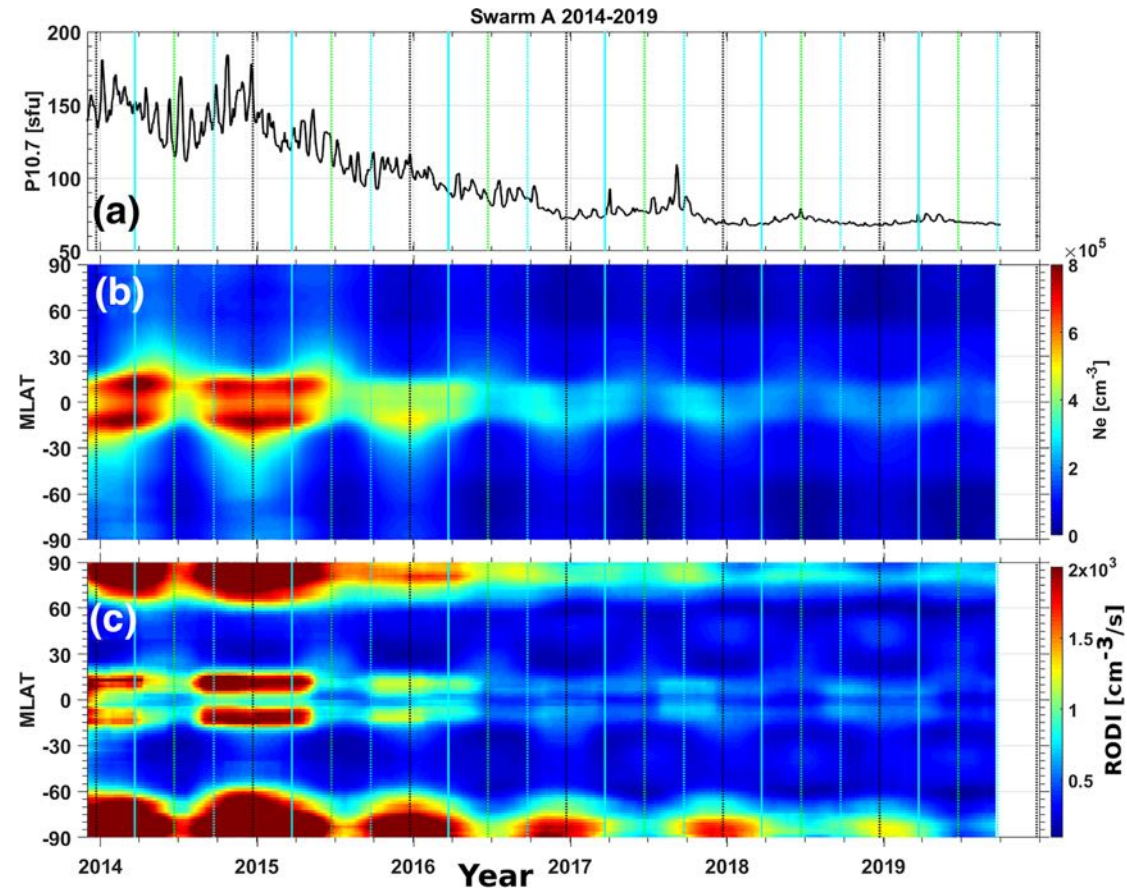 Swarm A 2014-2019
200
150
100
50
P10.7 [sfu]
(a)
90
60
30
0
-30
-60
-90
MLAT
(b)
×10⁵
8
6
4
2
0
Ne [cm⁻³]
90
60
30
0
-30
-60
-90
MLAT
(c)
2x10³
1.5
1
0.5
RODI [cm⁻³/s]
2014 2015 2016 2017 2018 2019
Year